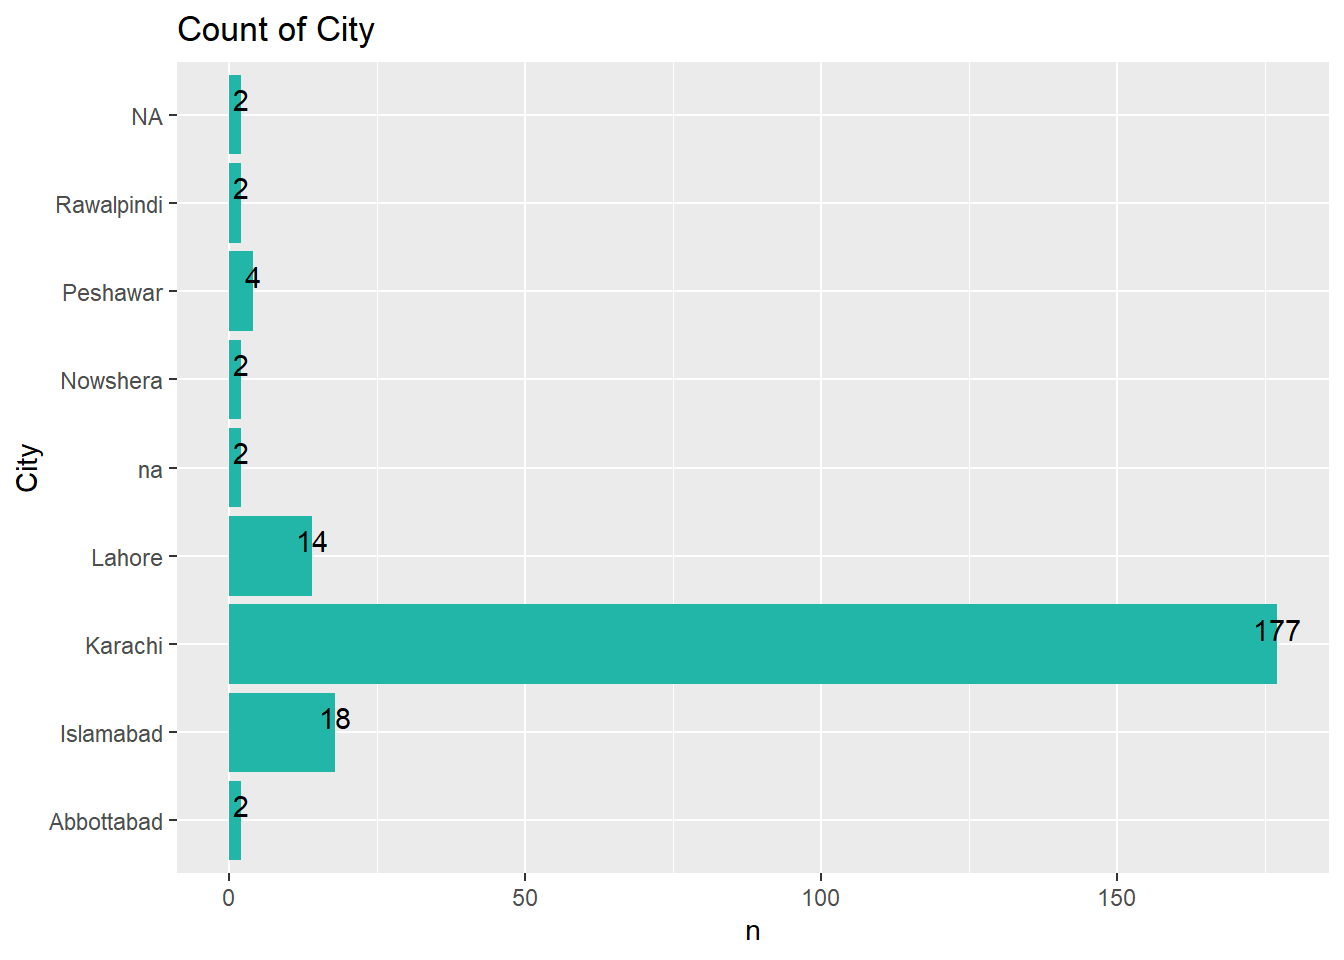 Count of City
NA 2
Rawalpindi 2
Peshawar 4
Nowshera 2
na 2
Lahore 14
Karachi 177
Islamabad 18
Abbottabad 2
City
0 50 100 150
n